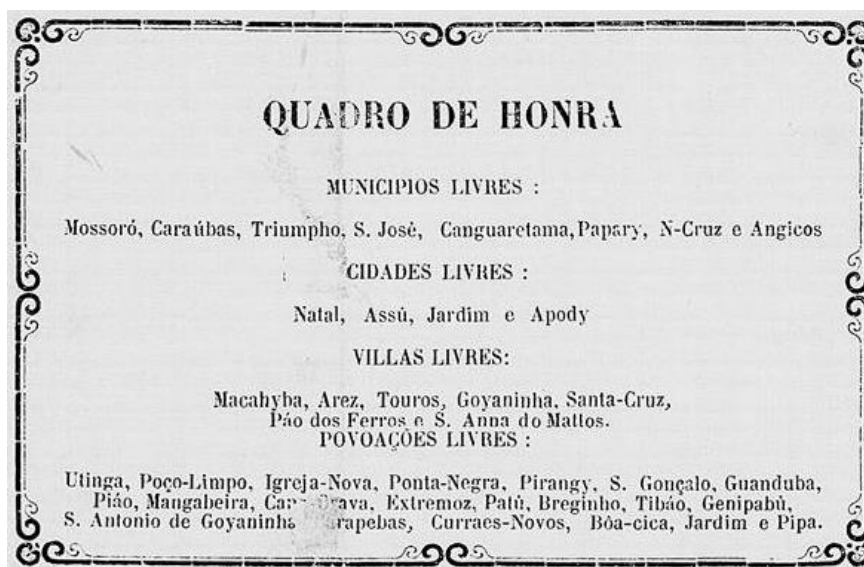 QUADRO DE HONRA
MUNICIPIOS LIVRES :
Mossoró, Caraúbas, Triumpho, S. José, Canguaretama, Papary, N-Cruz e Angicos
CIDADES LIVRES :
Natal, Assú, Jardim e Apody
VILLAS LIVRES:
Macahyba, Arez, Touros, Goyaninha, Santa-Cruz,
Páo dos Ferros e S. Anna do Mattos.
POVOAÇÕES LIVRES :
Utinga, Poço-Limpo, Igreja-Nova, Ponta-Negra, Pirangy, S. Gonçalo, Guanduba,
Pião, Mangabeira, Extremoz, Patú, Breginho, Tibáo, Genipabú,
S. Antonio de Goyaninha Curraes-Novos, Bôa-cica, Jardim e Pipa.